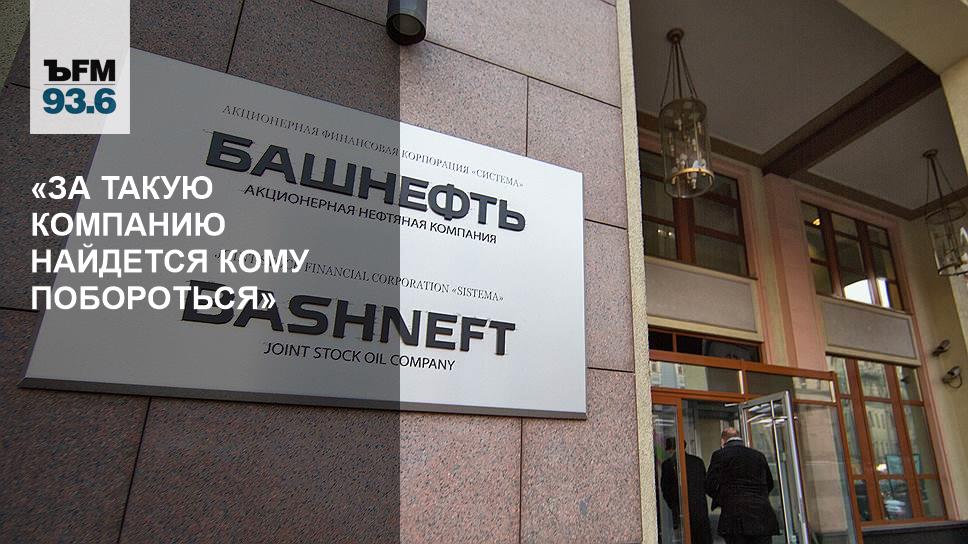 ЪFM
93.6
АКЦИОНЕРНАЯ ФИНАНСОВАЯ КОРПОРАЦИЯ «СИСТЕМА»
БАШНЕФТЬ
АКЦИОНЕРНАЯ НЕФТЯНАЯ КОМПАНИЯ
«ЗА ТАКУЮ
КОМПАНИЮ
НАЙДЕТСЯ КОМУ
ПОБОРОТЬСЯ»
FINANCIAL CORPORATION «SISTEMA»
BASHNEFT
JOINT STOCK OIL COMPANY